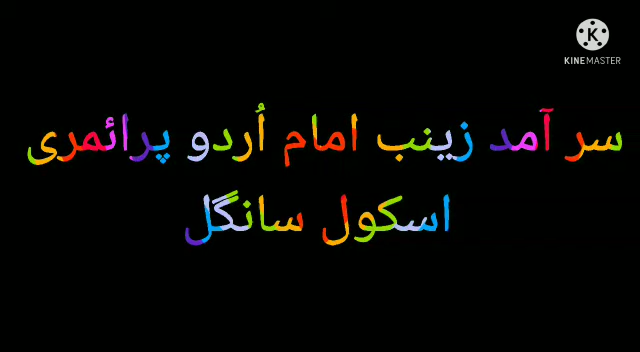 KINEMASTER
سر آمد زینب امام اُردو پرائمری
اسکول سانگل